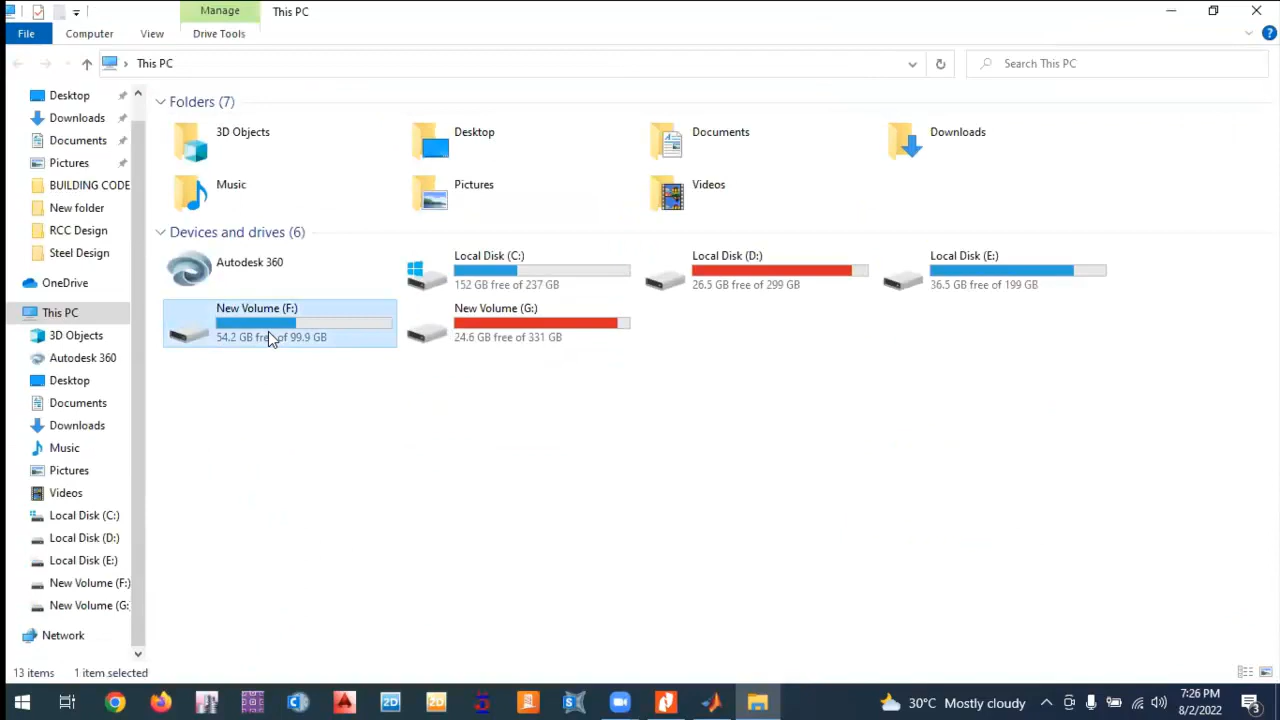 Manage
This PC
File
Computer
View
Drive Tools
This PC
Search This PC
Desktop
Downloads
Documents
Pictures
BUILDING CODE
New folder
RCC Design
Steel Design
OneDrive
This PC
3D Objects
Autodesk 360
Desktop
Documents
Downloads
Music
Pictures
Videos
Local Disk (C:)
Local Disk (D:)
Local Disk (E:)
New Volume (F:)
New Volume (G:
Network
Folders (7)
3D Objects
Desktop
Documents
Downloads
Music
Pictures
Videos
Devices and drives (6)
Autodesk 360
Local Disk (C:)
152 GB free of 237 GB
Local Disk (D:)
26.5 GB free of 299 GB
Local Disk (E:)
36.5 GB free of 199 GB
New Volume (F:)
54.2 GB free of 99.9 GB
New Volume (G:)
24.6 GB free of 331 GB
13 items
1 item selected
2D
2D
30°C Mostly cloudy
7:26 PM
8/2/2022
3